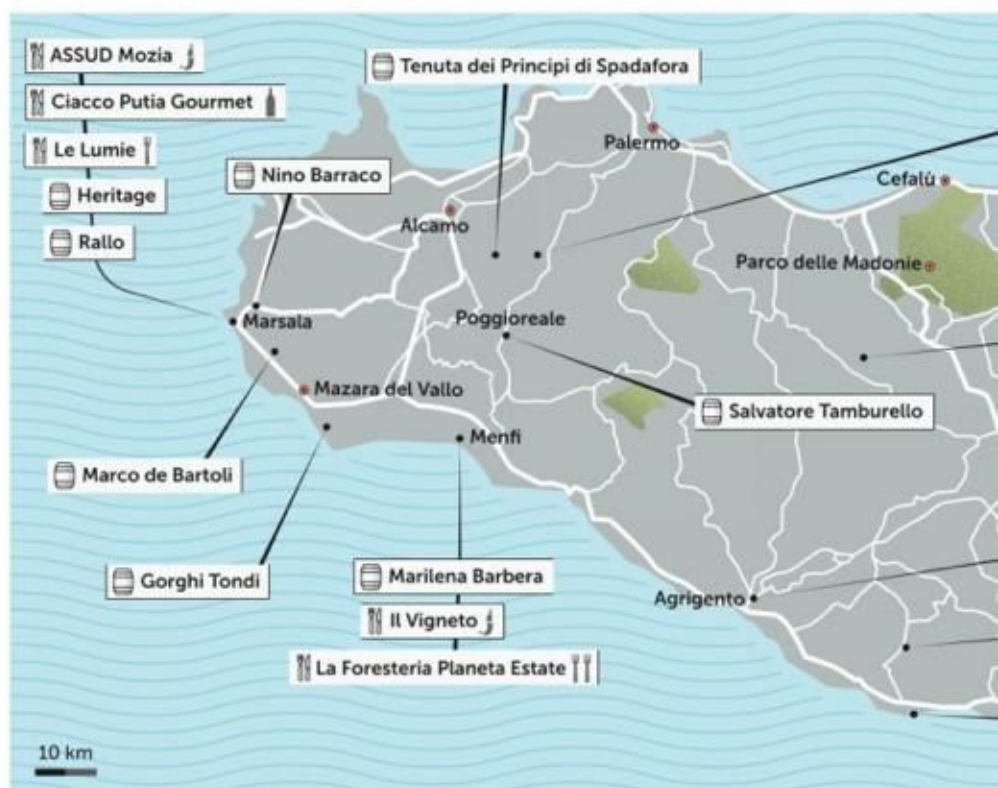 ASSUD Mozia
Ciacco Putia Gourmet
Le Lumie
Heritage
Rallo
Nino Barraco
Tenuta dei Principi di Spadafora
Palermo
Cefalù
Alcamo
Parco delle Madonie
Marsala
Poggioreale
Mazara del Vallo
Salvatore Tamburello
Menfi
Marco de Bartoli
Gorghi Tondi
Marilena Barbera
Agrigento
Il Vigneto
La Foresteria Planeta Estate
10 km